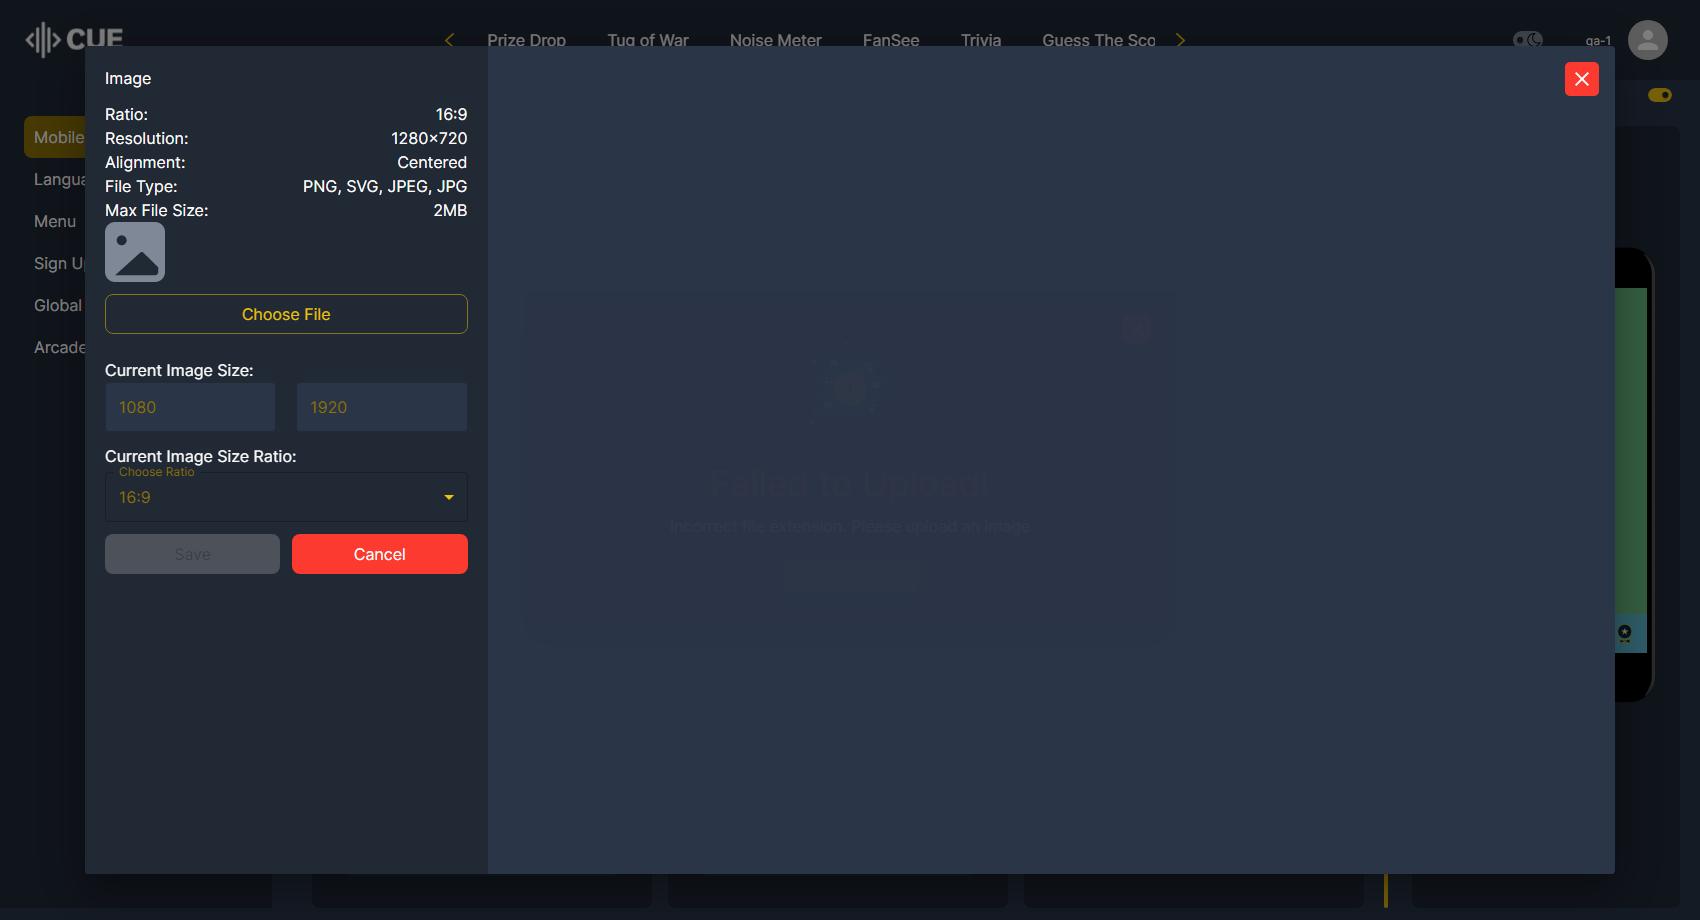 CUE
Prize Drop Tug of War Noise Meter FanSee Trivia Guess The Sco
qa-1
Image
Ratio: 16:9
Resolution: 1280×720
Alignment: Centered
File Type: PNG, SVG, JPEG, JPG
Max File Size: 2MB
Choose File
Current Image Size:
1080 1920
Current Image Size Ratio:
Choose Ratio
16:9
Save Cancel
Mobile
Langua
Menu
Sign U
Global
Arcade
Failed to Upload!
Incorrect file extension. Please upload an image